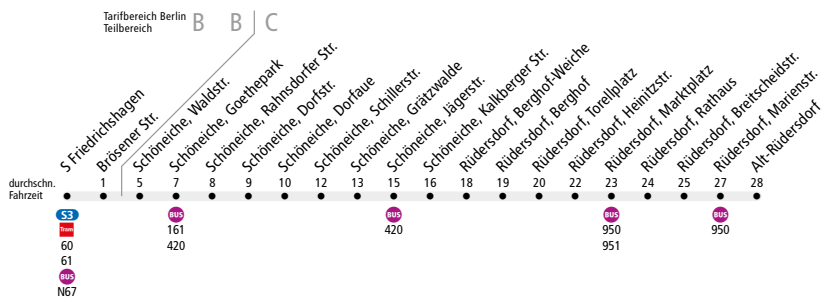 Tarifbereich Berlin
Teilbereich
B B C
S Friedrichshagen
Brösener Str.
Schöneiche, Waldstr.
Schöneiche, Goethepark
Schöneiche, Rahnsdorfer Str.
Schöneiche, Dorfstr.
Schöneiche, Dorfaue
Schöneiche, Schillerstr.
Schöneiche, Grätzwalde
Schöneiche, Jägerstr.
Schöneiche, Kalkberger Str.
Rüdersdorf, Berghof-Weiche
Rüdersdorf, Berghof
Rüdersdorf, Torellplatz
Rüdersdorf, Heinitzstr.
Rüdersdorf, Marktplatz
Rüdersdorf, Rathaus
Rüdersdorf, Breitscheidstr.
Rüdersdorf, Marienstr.
Alt-Rüdersdorf
durchschn.
Fahrzeit
1 5 7 8 9 10 12 13 15 16 18 19 20 22 23 24 25 27 28
S3
Tram
60
61
BUS
N67
BUS
161
420
BUS
420
BUS
950
951
BUS
950